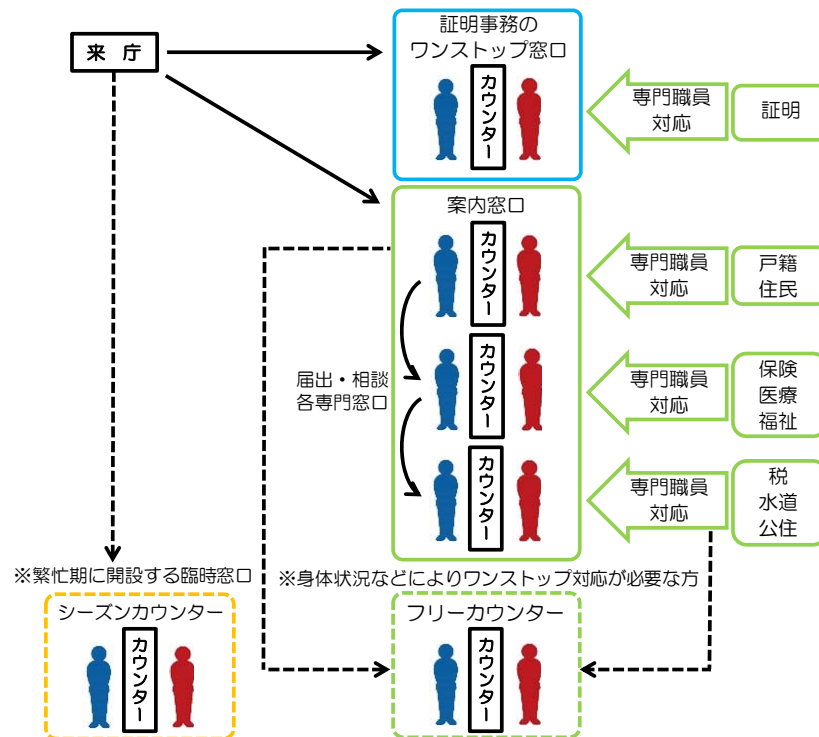 来 庁
証明事務の
ワンストップ窓口
カウンター
専門職員
対応
証明
案内窓口
カウンター
専門職員
対応
戸籍
住民
届出・相談
各専門窓口
カウンター
専門職員
対応
保険
医療
福祉
カウンター
専門職員
対応
税
水道
公住
※繁忙期に開設する臨時窓口
※身体状況などによりワンストップ対応が必要な方
シーズンカウンター
カウンター
フリーカウンター
カウンター